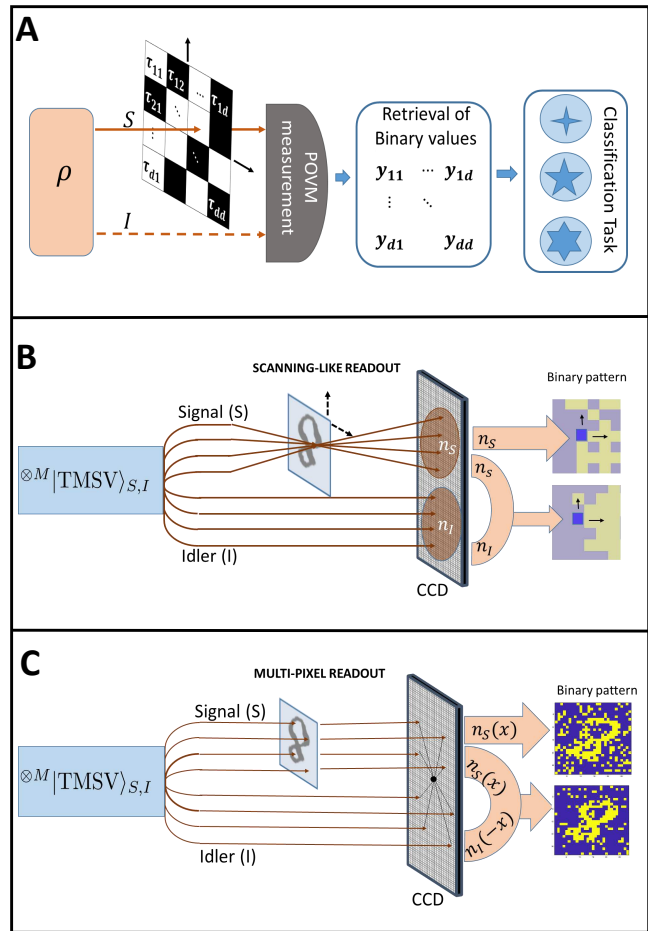 A
τ₁₁ τ₁₂ ... τ₁d
τ₂₁ ⋱
⋮ ⋱
τd₁ τdd
ρ
S
I
POVM
measurement
Retrieval of
Binary values
y₁₁ ... y₁d
⋮ ⋱
yd₁ ydd
Classification Task
B
SCANNING-LIKE READOUT
Signal (S)
⊗M|TMSV⟩S,I
Idler (I)
nS
nI
CCD
nS
nS
nI
Binary pattern
C
MULTI-PIXEL READOUT
Signal (S)
⊗M|TMSV⟩S,I
Idler (I)
CCD
nS(x)
nS(x)
nI(−x)
Binary pattern